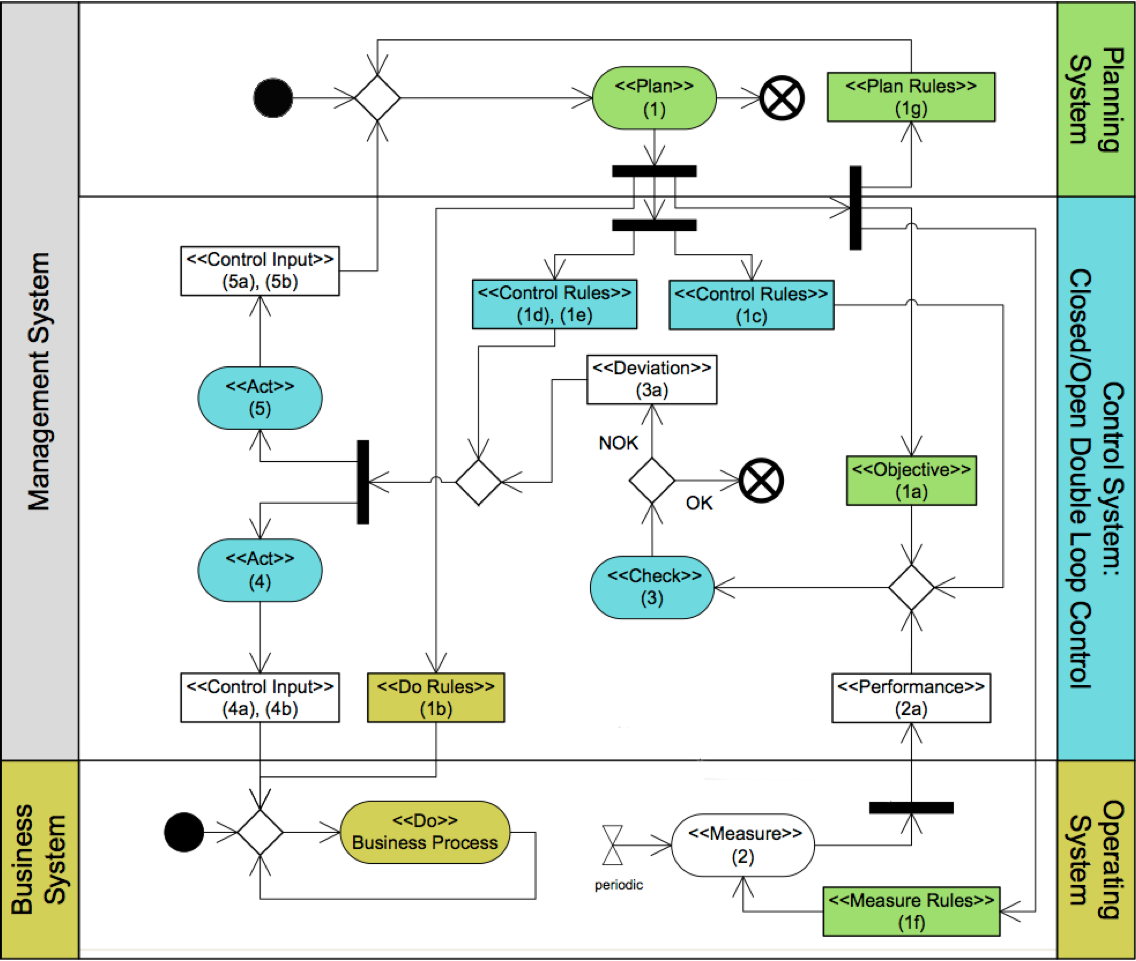 Management System
Business
System
Planning
System
Control System:
Closed/Open Double Loop Control
Operating
System
<<Plan>>
(1)
<<Plan Rules>>
(1g)
<<Control Input>>
(5a), (5b)
<<Control Rules>>
(1d), (1e)
<<Control Rules>>
(1c)
<<Act>>
(5)
<<Deviation>>
(3a)
NOK
OK
<<Objective>>
(1a)
<<Act>>
(4)
<<Check>>
(3)
<<Control Input>>
(4a), (4b)
<<Do Rules>>
(1b)
<<Performance>>
(2a)
<<Do>>
Business Process
periodic
<<Measure>>
(2)
<<Measure Rules>>
(1f)